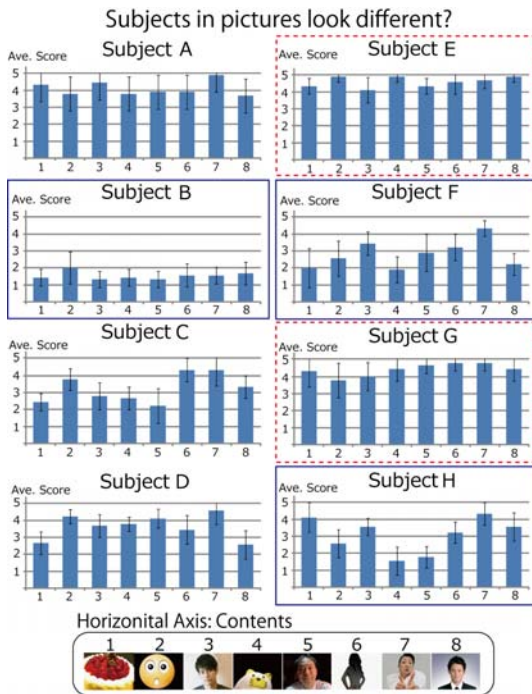 Subjects in pictures look different?
Ave. Score
Subject A
5
4
3
2
1
1 2 3 4 5 6 7 8
Ave. Score
Subject E
5
4
3
2
1
1 2 3 4 5 6 7 8
Subject B
Ave. Score
5
4
3
2
1
1 2 3 4 5 6 7 8
Subject F
Ave. Score
5
4
3
2
1
1 2 3 4 5 6 7 8
Subject C
Ave. Score
5
4
3
2
1
1 2 3 4 5 6 7 8
Subject G
Ave. Score
5
4
3
2
1
1 2 3 4 5 6 7 8
Subject D
Ave. Score
5
4
3
2
1
1 2 3 4 5 6 7 8
Subject H
Ave. Score
5
4
3
2
1
1 2 3 4 5 6 7 8
Horizontal Axis: Contents
1 2 3 4 5 6 7 8